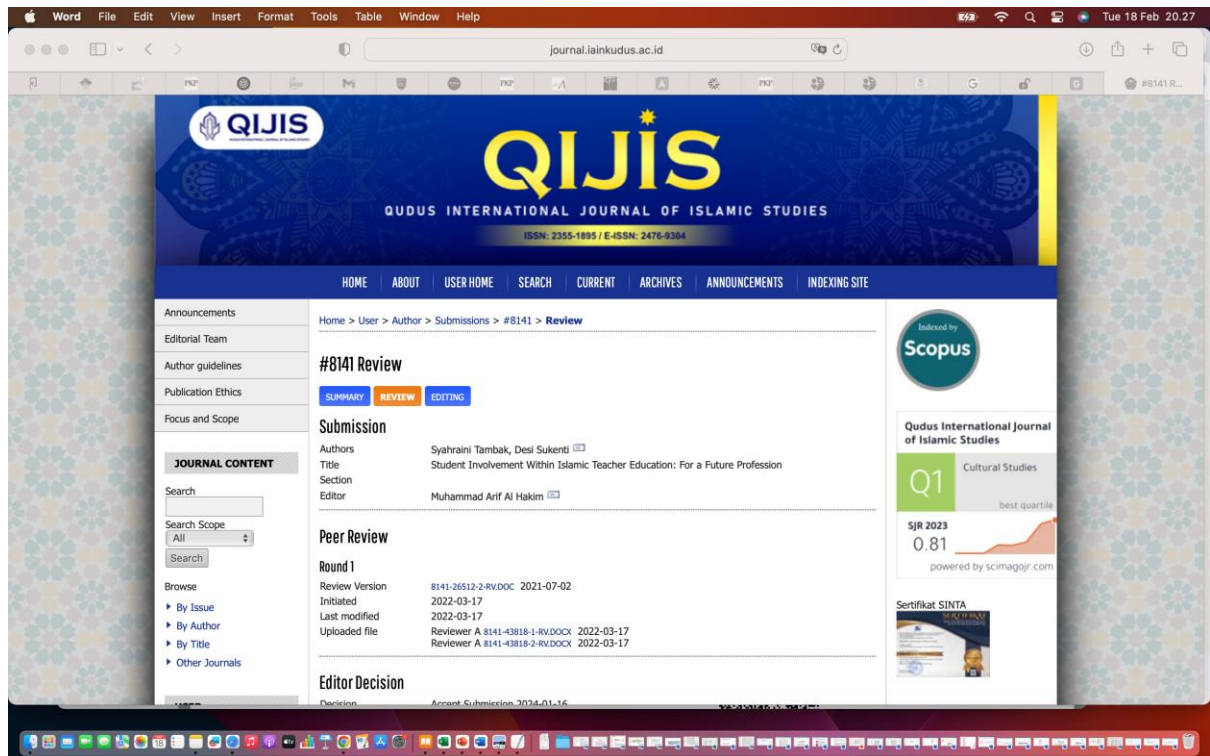 Word File Edit View Insert Format Tools Table Window Help
Tue 18 Feb 20.27
journal.iainkudus.ac.id
#8141 R...
QIJIS
QIJIS
QUDUS INTERNATIONAL JOURNAL OF ISLAMIC STUDIES
ISSN: 2355-1895 / E-ISSN: 2476-9304
HOME ABOUT USER HOME SEARCH CURRENT ARCHIVES ANNOUNCEMENTS INDEXING SITE
Announcements
Editorial Team
Author guidelines
Publication Ethics
Focus and Scope
JOURNAL CONTENT
Search
Search Scope
All
Search
Browse
By Issue
By Author
By Title
Other Journals
Home > User > Author > Submissions > #8141 > Review
#8141 Review
SUMMARY REVIEW EDITING
Submission
Authors Syahraini Tambak, Desi Sukenti
Title Student Involvement Within Islamic Teacher Education: For a Future Profession
Section
Editor Muhammad Arif Al Hakim
Peer Review
Round 1
Review Version 8141-26512-2-RV.DOC 2021-07-02
Initiated 2022-03-17
Last modified 2022-03-17
Uploaded file Reviewer A 8141-43818-1-RV.DOCX 2022-03-17
Reviewer A 8141-43818-2-RV.DOCX 2022-03-17
Editor Decision
Decision Accept Submission 2024-01-16
Indexed by
Scopus
Qudus International Journal
of Islamic Studies
Q1 Cultural Studies
best quartile
SJR 2023
0.81
powered by scimagojr.com
Sertifikat SINTA
SERTIFIKAT